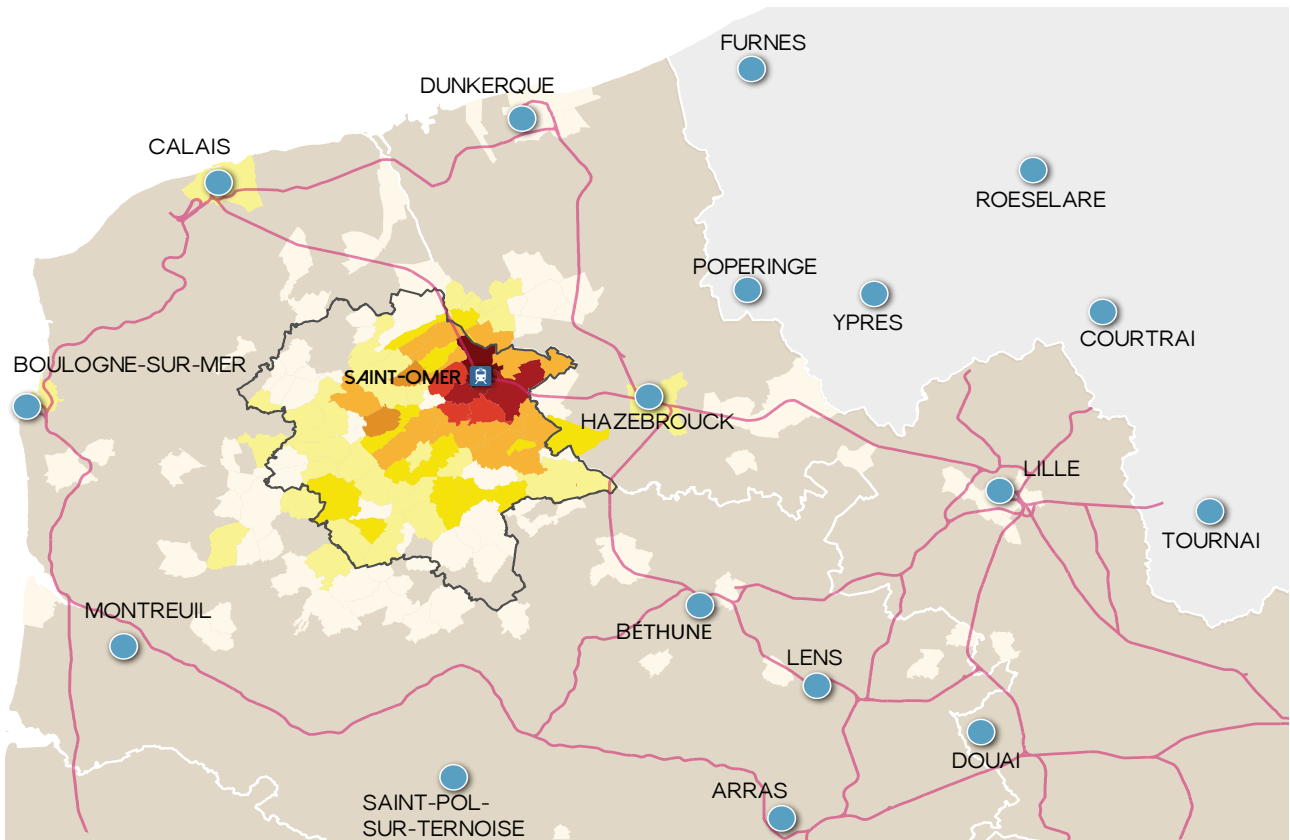 FURNES
DUNKERQUE
CALAIS
ROESELARE
POPERINGE
YPRES
COURTRAI
BOULOGNE-SUR-MER
SAINT-OMER
HAZEBROUCK
LILLE
TOURNAI
MONTREUIL
BÉTHUNE
LENS
DOUAI
ARRAS
SAINT-POL-
SUR-TERNOISE